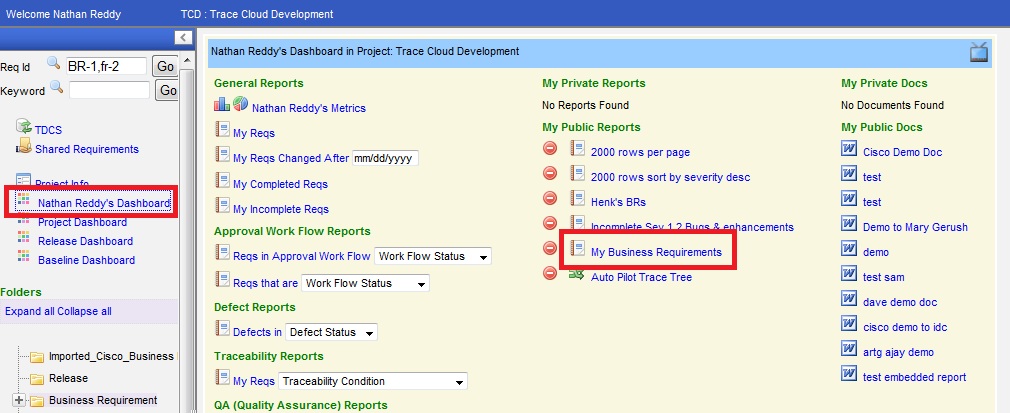 Welcome Nathan Reddy
TCD : Trace Cloud Development
Req Id BR-1,fr-2 Go
Keyword Go
TDCS
Shared Requirements
Project Info
Nathan Reddy's Dashboard
Project Dashboard
Release Dashboard
Baseline Dashboard
Folders
Expand all Collapse all
Imported_Cisco_Business
Release
Business Requirement
Nathan Reddy's Dashboard in Project: Trace Cloud Development
General Reports
Nathan Reddy's Metrics
My Reqs
My Reqs Changed After mm/dd/yyyy
My Completed Reqs
My Incomplete Reqs
Approval Work Flow Reports
Reqs in Approval Work Flow Work Flow Status
Reqs that are Work Flow Status
Defect Reports
Defects in Defect Status
Traceability Reports
My Reqs Traceability Condition
QA (Quality Assurance) Reports
My Private Reports
No Reports Found
My Public Reports
2000 rows per page
2000 rows sort by severity desc
Henk's BRs
Incomplete Sev 1,2 Bugs & enhancements
My Business Requirements
Auto Pilot Trace Tree
My Private Docs
No Documents Found
My Public Docs
Cisco Demo Doc
test
test
Demo to Mary Gerush
demo
test sam
dave demo doc
cisco demo to idc
artg ajay demo
test embedded report